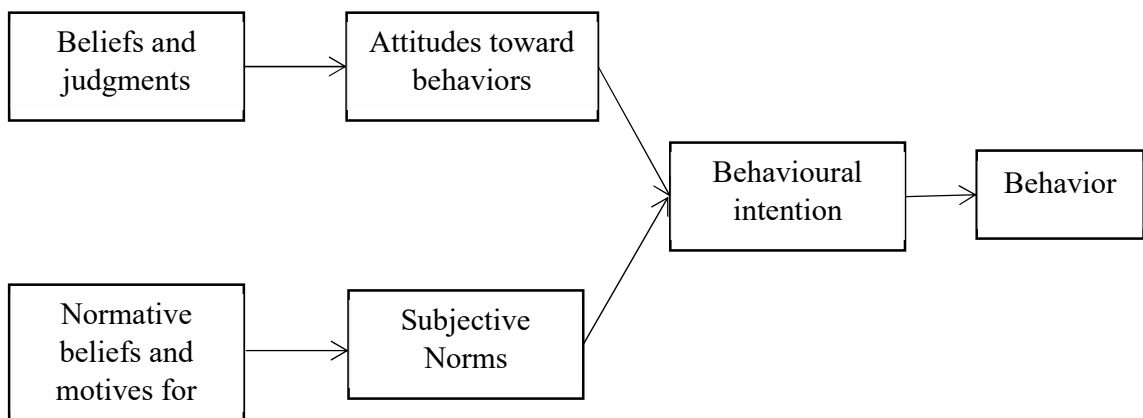 Beliefs and
judgments
Attitudes toward
behaviors
Behavioural
intention
Behavior
Normative
beliefs and
motives for
Subjective
Norms